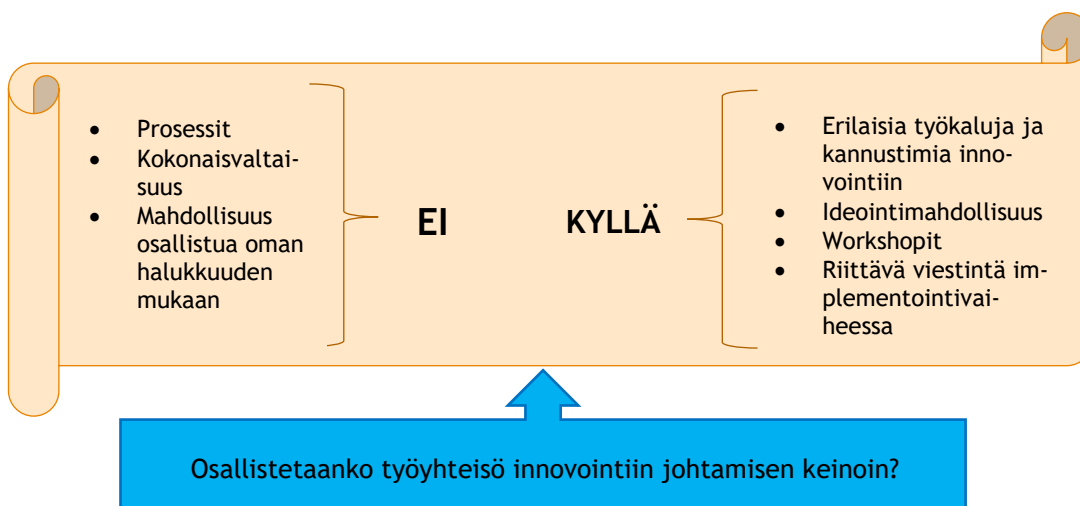 • Prosessit
• Kokonaisvaltai-
suus
• Mahdollisuus
osallistua oman
halukkuuden
mukaan
EI
KYLLÄ
• Erilaisia työkaluja ja
kannustimia inno-
vointiin
• Ideointimahdollisuus
• Workshopit
• Riittävä viestintä im-
plementointivai-
heessa
Osallistetaanko työyhteisö innovointiin johtamisen keinoin?